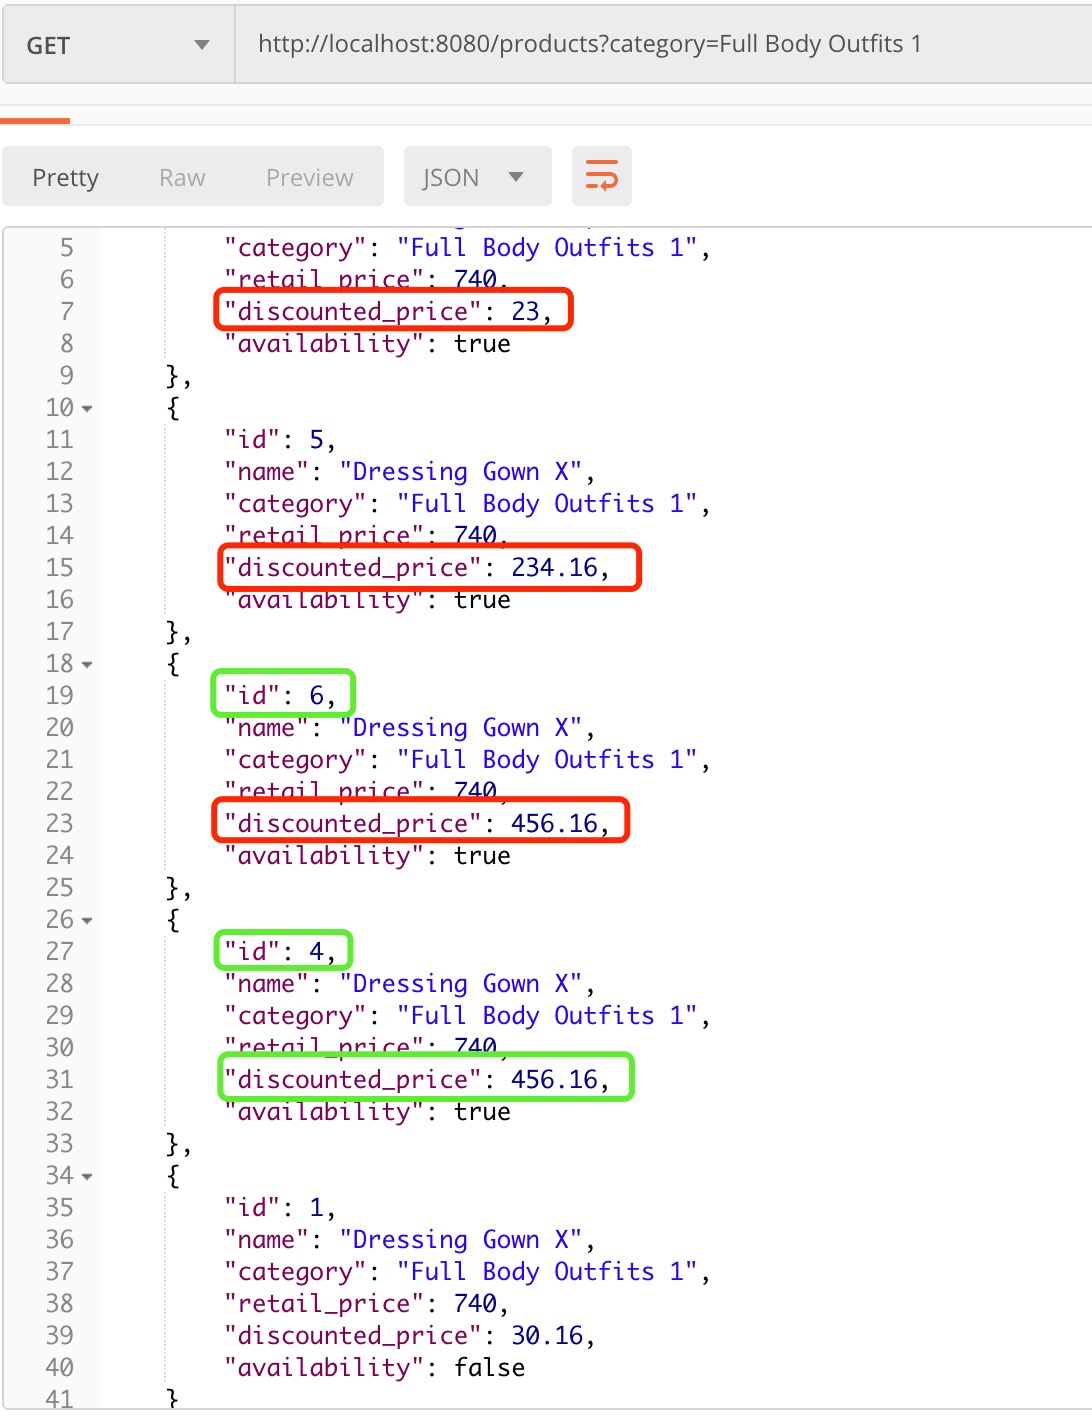 GET http://localhost:8080/products?category=Full Body Outfits 1
Pretty Raw Preview JSON
5 "category": "Full Body Outfits 1",
6 "retail_price": 740,
7 "discounted_price": 23,
8 "availability": true
9 },
10 {
11 "id": 5,
12 "name": "Dressing Gown X",
13 "category": "Full Body Outfits 1",
14 "retail_price": 740,
15 "discounted_price": 234.16,
16 "availability": true
17 },
18 {
19 "id": 6,
20 "name": "Dressing Gown X",
21 "category": "Full Body Outfits 1",
22 "retail_price": 740,
23 "discounted_price": 456.16,
24 "availability": true
25 },
26 {
27 "id": 4,
28 "name": "Dressing Gown X",
29 "category": "Full Body Outfits 1",
30 "retail_price": 740,
31 "discounted_price": 456.16,
32 "availability": true
33 },
34 {
35 "id": 1,
36 "name": "Dressing Gown X",
37 "category": "Full Body Outfits 1",
38 "retail_price": 740,
39 "discounted_price": 30.16,
40 "availability": false
41 }